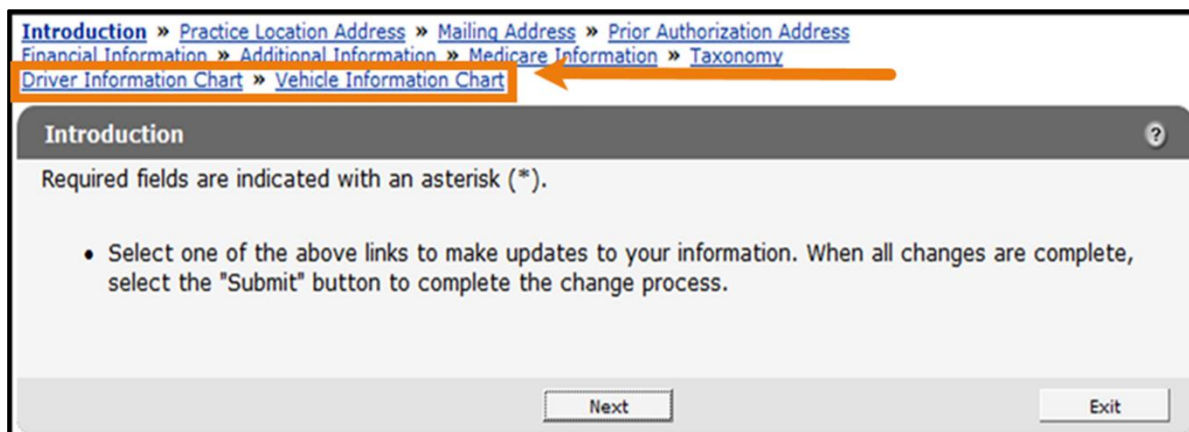 Introduction » Practice Location Address » Mailing Address » Prior Authorization Address
Financial Information » Additional Information » Medicare Information » Taxonomy
Driver Information Chart » Vehicle Information Chart
Introduction ?
Required fields are indicated with an asterisk (*).
• Select one of the above links to make updates to your information. When all changes are complete,
select the "Submit" button to complete the change process.
Next Exit